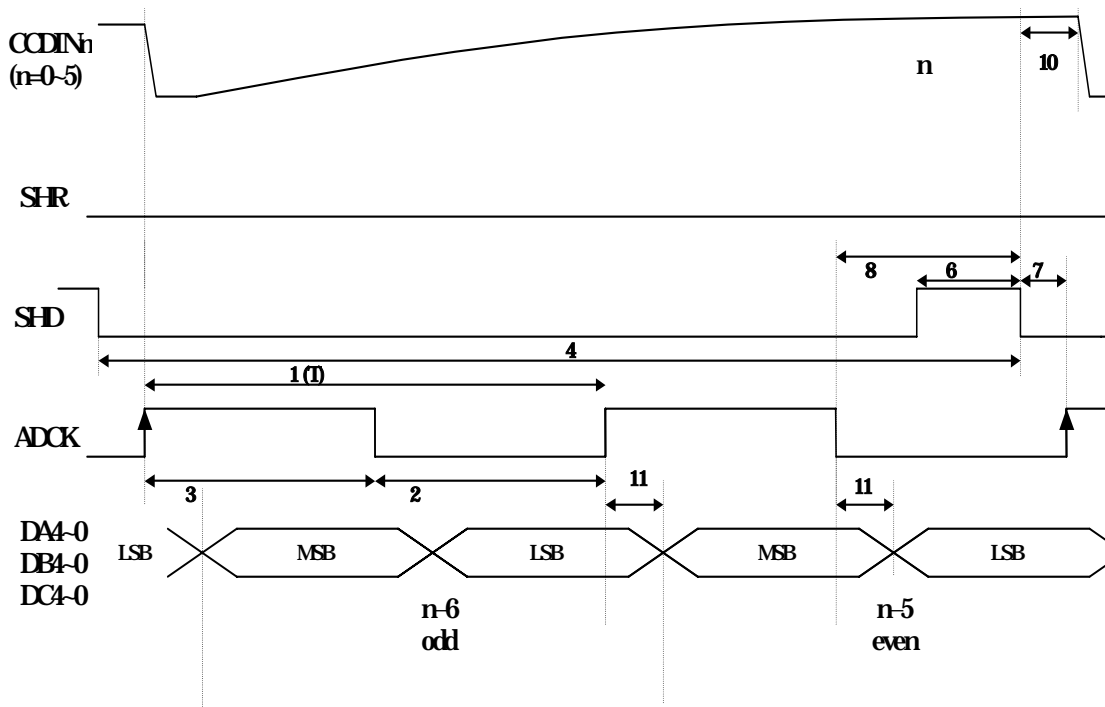 CCDINn
(n=0~5)
n
10
SHR
8
6
7
SHD
4
1 (T)
ADCK
3
2
11
11
DA4~0
DB4~0
DC4~0
LSB
MSB
LSB
MSB
LSB
n-6
odd
n-5
even